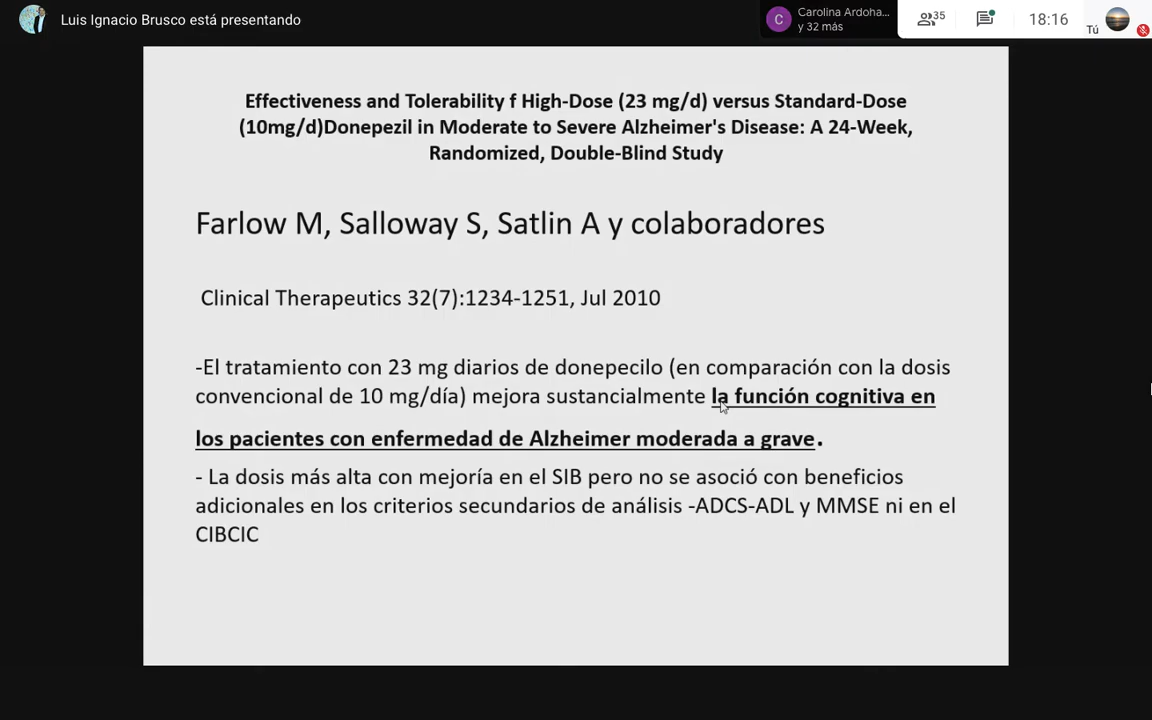 Luis Ignacio Brusco está presentando
C
Carolina Ardoha...
y 32 más
35
18:16
Tú
Effectiveness and Tolerability f High-Dose (23 mg/d) versus Standard-Dose
(10mg/d)Donepezil in Moderate to Severe Alzheimer's Disease: A 24-Week,
Randomized, Double-Blind Study
Farlow M, Salloway S, Satlin A y colaboradores
Clinical Therapeutics 32(7):1234-1251, Jul 2010
-El tratamiento con 23 mg diarios de donepecilo (en comparación con la dosis
convencional de 10 mg/día) mejora sustancialmente la función cognitiva en
los pacientes con enfermedad de Alzheimer moderada a grave.
- La dosis más alta con mejoría en el SIB pero no se asoció con beneficios
adicionales en los criterios secundarios de análisis -ADCS-ADL y MMSE ni en el
CIBCIC